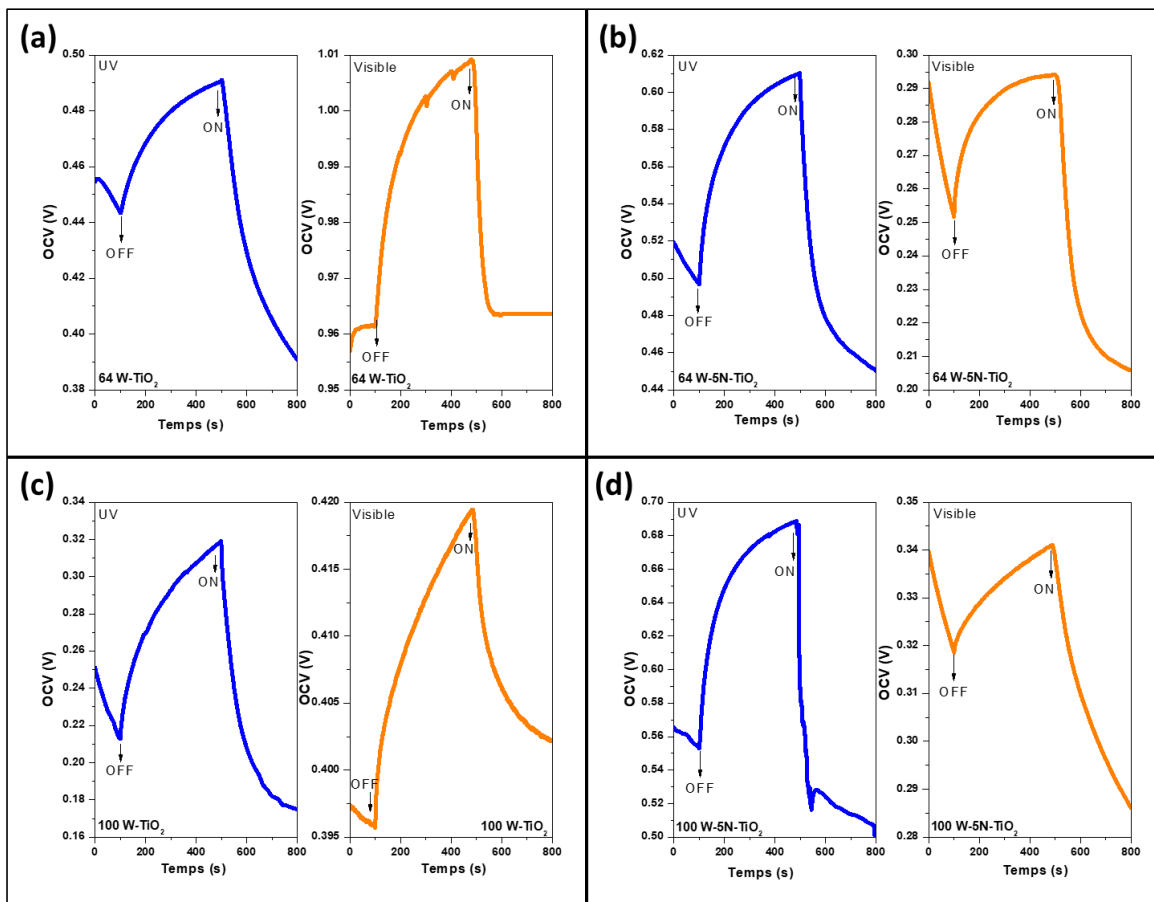 (a)
UV
OCV (V)
0.50
0.48
0.46
0.44
0.42
0.40
0.38
ON
OFF
64 W-TiO₂
0 200 400 600 800
Temps (s)
Visible
OCV (V)
1.01
1.00
0.99
0.98
0.97
0.96
0.95
ON
OFF
64 W-TiO₂
0 200 400 600 800
Temps (s)
(b)
UV
OCV (V)
0.62
0.60
0.58
0.56
0.54
0.52
0.50
0.48
0.46
0.44
ON
OFF
64 W-5N-TiO₂
0 200 400 600 800
Temps (s)
Visible
OCV (V)
0.30
0.29
0.28
0.27
0.26
0.25
0.24
0.23
0.22
0.21
0.20
ON
OFF
64 W-5N-TiO₂
0 200 400 600 800
Temps (s)
(c)
UV
OCV (V)
0.34
0.32
0.30
0.28
0.26
0.24
0.22
0.20
0.18
0.16
ON
OFF
100 W-TiO₂
0 200 400 600 800
Temps (s)
Visible
OCV (V)
0.420
0.415
0.410
0.405
0.400
0.395
ON
OFF
100 W-TiO₂
0 200 400 600 800
Temps (s)
(d)
UV
OCV (V)
0.70
0.68
0.66
0.64
0.62
0.60
0.58
0.56
0.54
0.52
0.50
ON
OFF
100 W-5N-TiO₂
0 200 400 600 800
Temps (s)
Visible
OCV (V)
0.35
0.34
0.33
0.32
0.31
0.30
0.29
0.28
ON
OFF
100 W-5N-TiO₂
0 200 400 600 800
Temps (s)